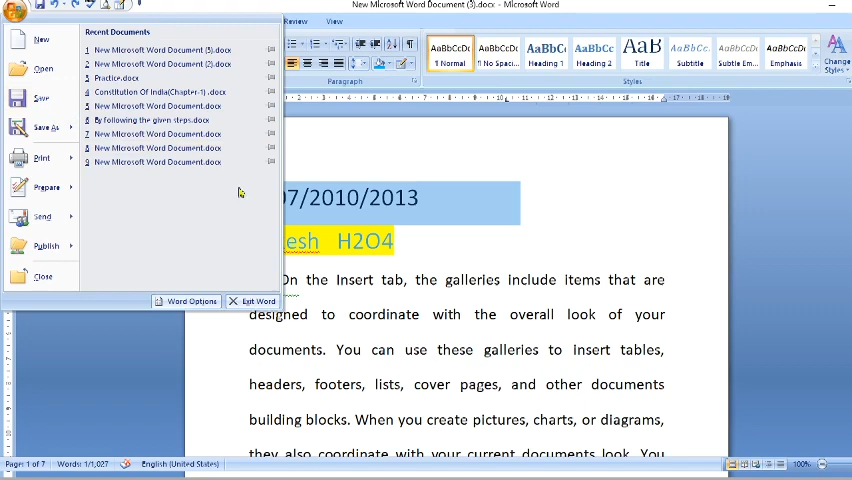 New Microsoft Word Document (3).docx - Microsoft Word
Review View
New
Open
Save
Save As
Print
Prepare
Send
Publish
Close
Recent Documents
1 New Microsoft Word Document (3).docx
2 New Microsoft Word Document (2).docx
3 Practice.docx
4 Constitution Of India(Chapter-1) .docx
5 New Microsoft Word Document.docx
6 By following the given steps.docx
7 New Microsoft Word Document.docx
8 New Microsoft Word Document.docx
9 New Microsoft Word Document.docx
Word Options
Exit Word
AaBbCcDc AaBbCcDc AaBbCc AaBbCc AaB AaBbCc. AaBbCcDc AaBbCcDc
¶ Normal ¶ No Spaci... Heading 1 Heading 2 Title Subtitle Subtle Em... Emphasis
Change Styles
Paragraph
Styles
07/2010/2013
esh H2O4
On the Insert tab, the galleries include items that are
designed to coordinate with the overall look of your
documents. You can use these galleries to insert tables,
headers, footers, lists, cover pages, and other documents
building blocks. When you create pictures, charts, or diagrams,
they also coordinate with your current documents look. You
Page: 1 of 7 Words: 1/1,027 English (United States) 100%